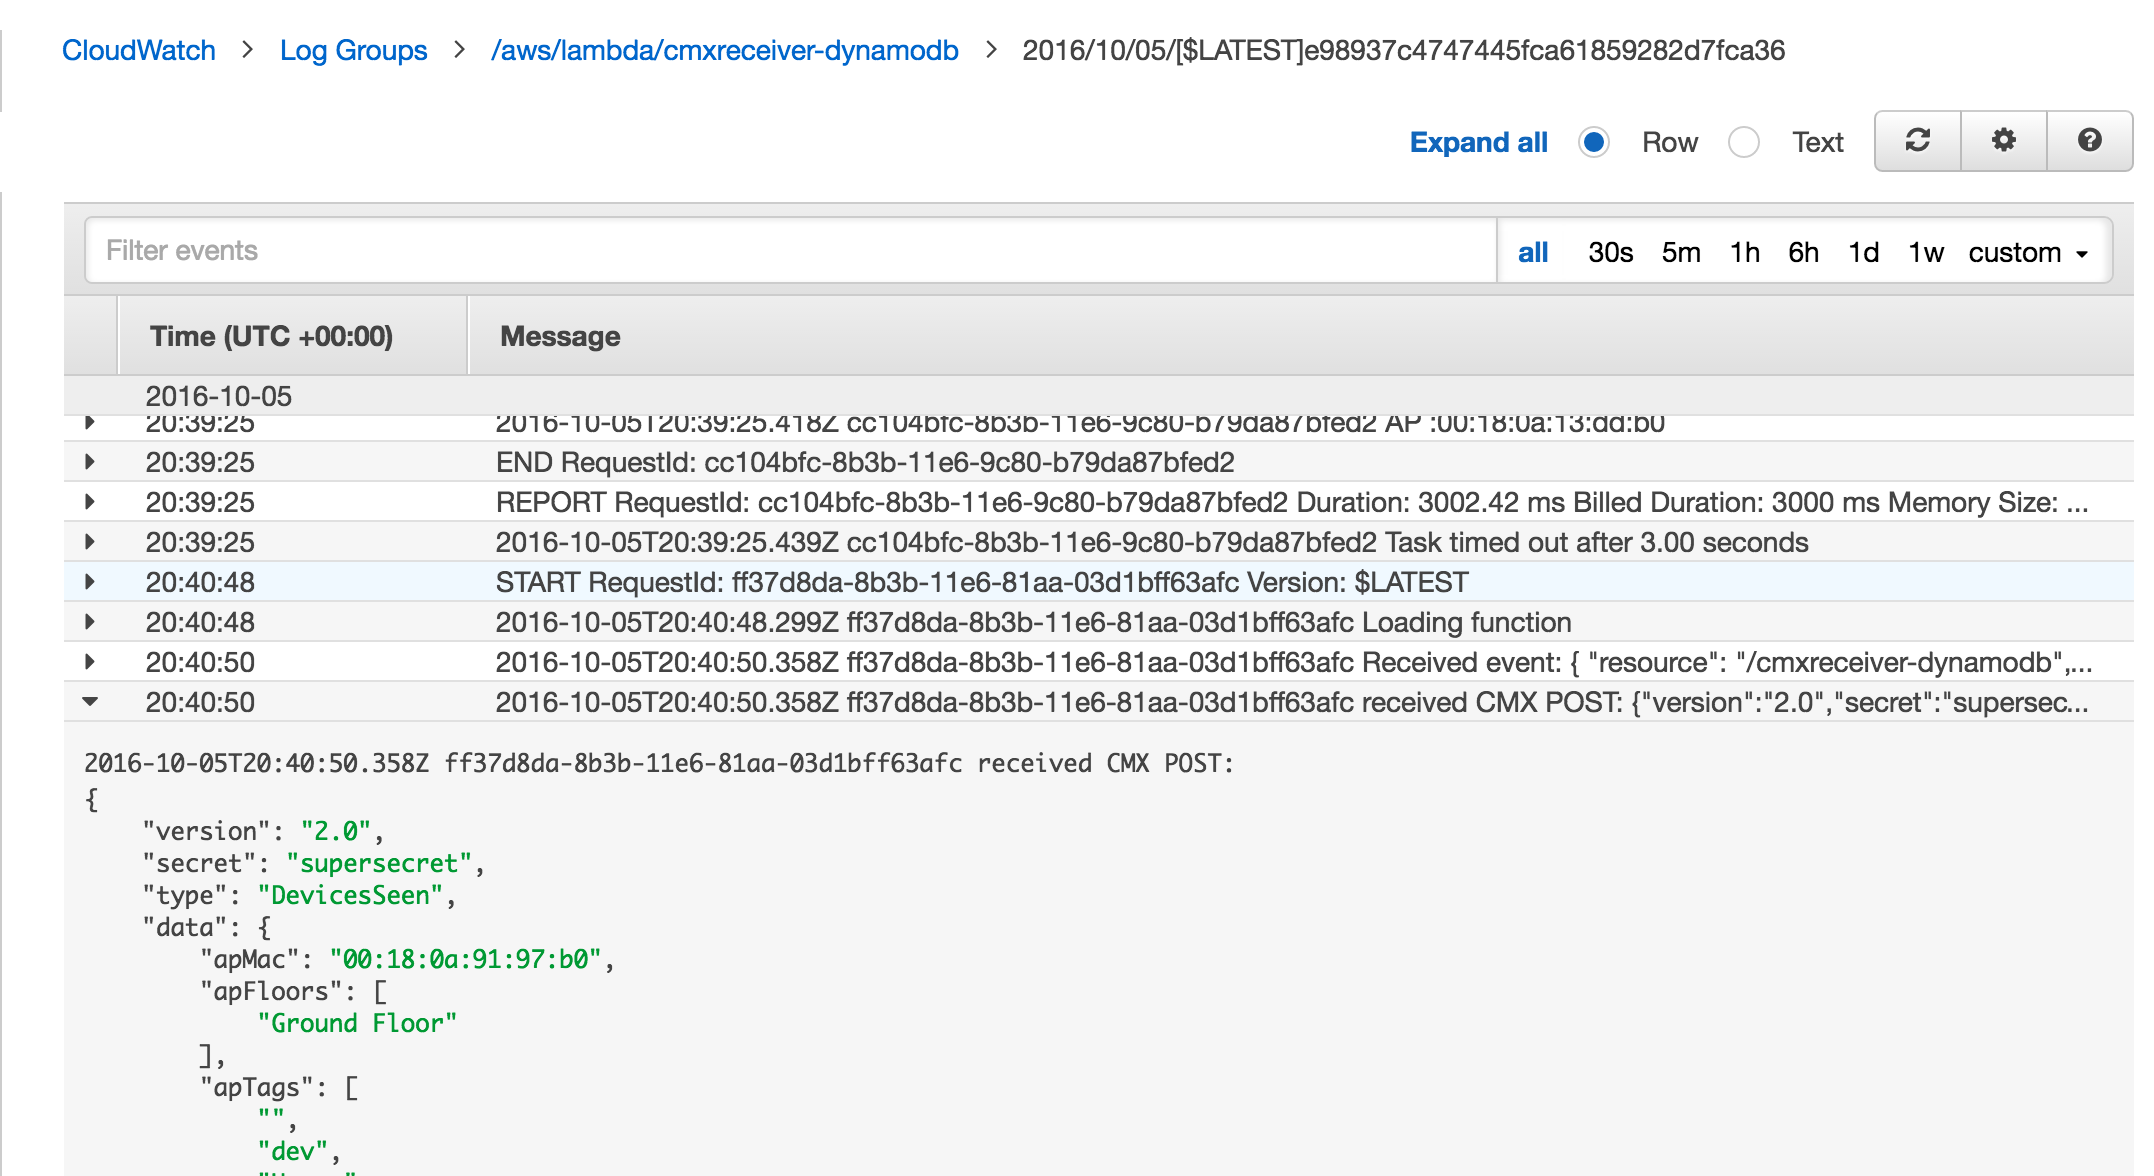 CloudWatch > Log Groups > /aws/lambda/cmxreceiver-dynamodb > 2016/10/05/[$LATEST]e98937c4747445fca61859282d7fca36
Expand all Row Text
Filter events all 30s 5m 1h 6h 1d 1w custom
Time (UTC +00:00) Message
2016-10-05
20:39:25 2016-10-05T20:39:25.418Z cc104bfc-8b3b-11e6-9c80-b79da87bfed2 AP :00:18:0a:13:dd:b0
20:39:25 END RequestId: cc104bfc-8b3b-11e6-9c80-b79da87bfed2
20:39:25 REPORT RequestId: cc104bfc-8b3b-11e6-9c80-b79da87bfed2 Duration: 3002.42 ms Billed Duration: 3000 ms Memory Size: ...
20:39:25 2016-10-05T20:39:25.439Z cc104bfc-8b3b-11e6-9c80-b79da87bfed2 Task timed out after 3.00 seconds
20:40:48 START RequestId: ff37d8da-8b3b-11e6-81aa-03d1bff63afc Version: $LATEST
20:40:48 2016-10-05T20:40:48.299Z ff37d8da-8b3b-11e6-81aa-03d1bff63afc Loading function
20:40:50 2016-10-05T20:40:50.358Z ff37d8da-8b3b-11e6-81aa-03d1bff63afc Received event: { "resource": "/cmxreceiver-dynamodb",...
20:40:50 2016-10-05T20:40:50.358Z ff37d8da-8b3b-11e6-81aa-03d1bff63afc received CMX POST: {"version":"2.0","secret":"supersec...
2016-10-05T20:40:50.358Z ff37d8da-8b3b-11e6-81aa-03d1bff63afc received CMX POST:
{
"version": "2.0",
"secret": "supersecret",
"type": "DevicesSeen",
"data": {
"apMac": "00:18:0a:91:97:b0",
"apFloors": [
"Ground Floor"
],
"apTags": [
"",
"dev",